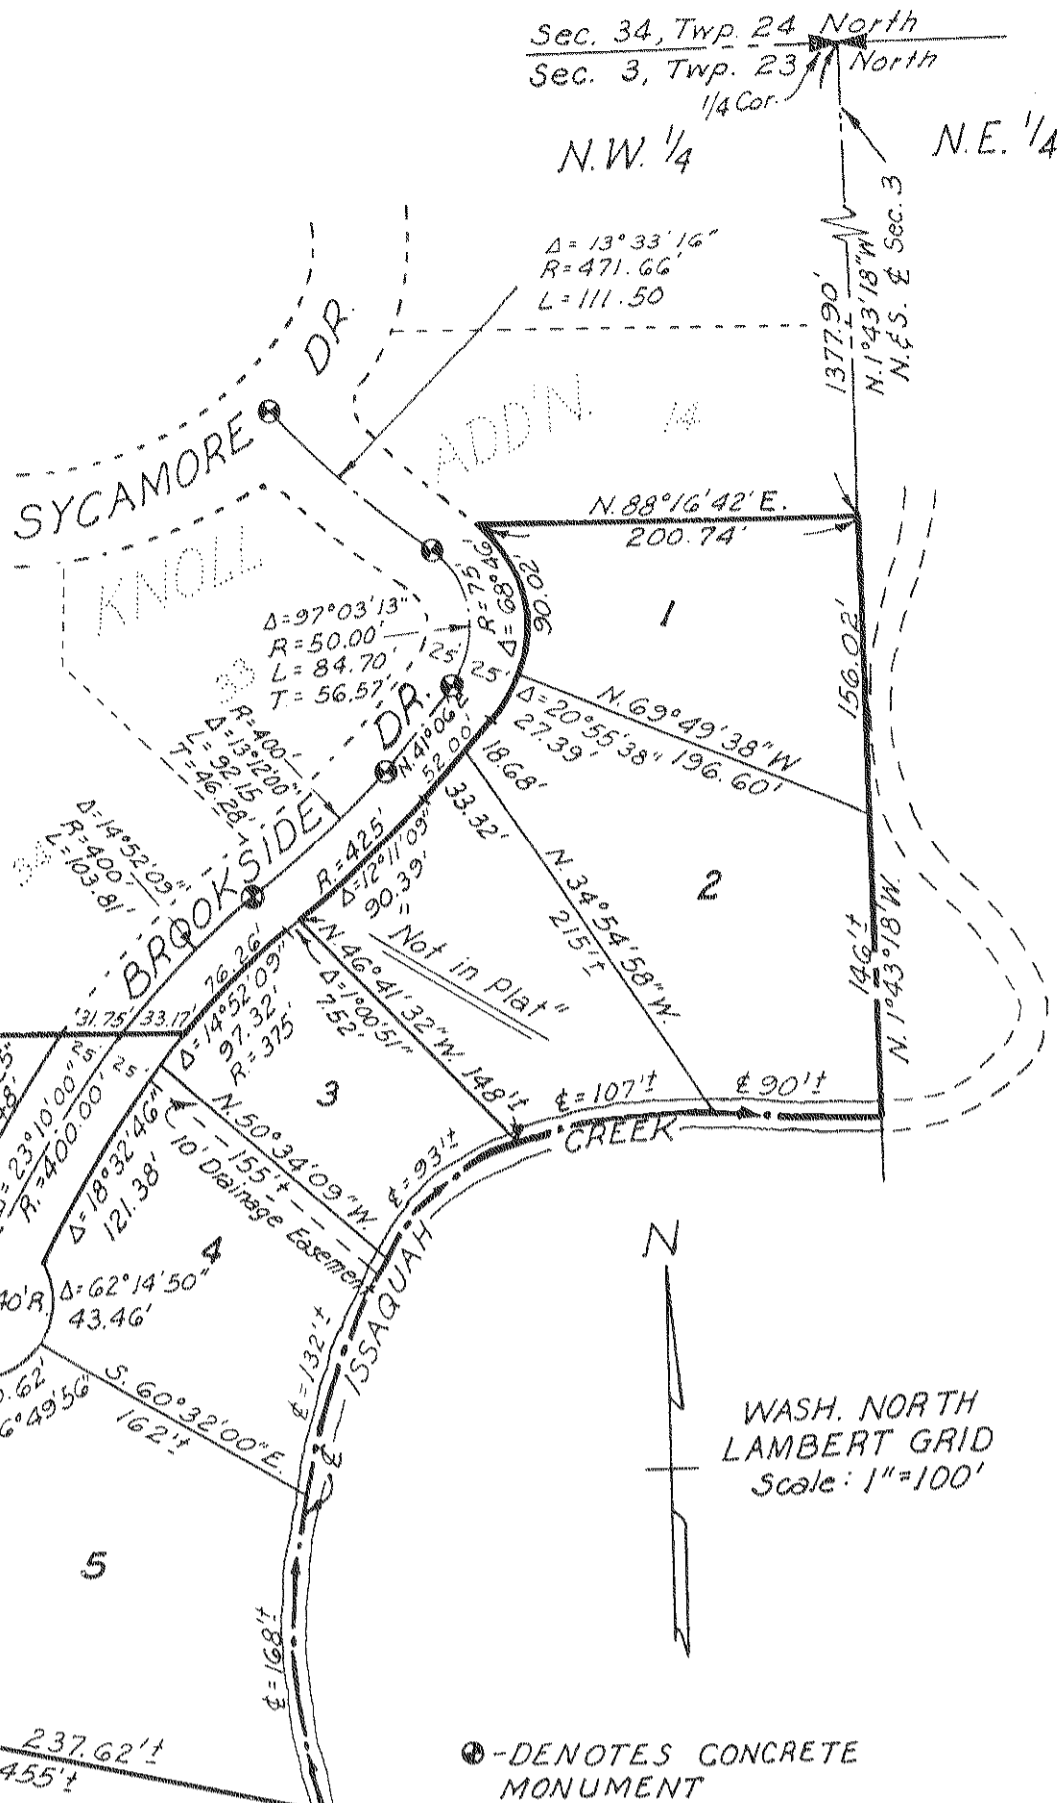 Sec. 34, Twp. 24 North
Sec. 3, Twp. 23 North
1/4 Cor.
N.W. 1/4
N.E. 1/4
1377.90'
N.1°43'18"W
N.&S. ℄ Sec. 3
Δ= 13°33'16"
R=471.66'
L=111.50
SYCAMORE DR.
KNOLL
ADD'N.
14
N.88°16'42"E.
200.74'
R=75'
Δ=68°46'
90.02'
1
156.02'
Δ=97°03'13"
R=50.00'
L=84.70'
T=56.57'
25'
25'
33
N.69°49'38"W
196.60'
Δ=20°55'38"
27.39'
R=400'
Δ=13°12'00"
L=92.15
T=46.28'
BROOKSIDE DR.
N.41°06'
52.00'
18.68'
33.32'
34
Δ=14°52'09"
R=400'
L=103.81'
R=425'
Δ=12°11'09"
90.39'
N.34°54'58"W.
215'±
2
146'±
N.1°43'18"W.
"Not in plat"
N 46°41'32"W. 148'±
Δ=1°00'51"
7.52'
76.26'
Δ=14°52'09"
97.32'
R=375'
31.75'
33.17'
25.
25.
23°10'00"
R.=400.00'
3
℄=107'±
℄90'±
CREEK
℄=93'±
N.50°34'09"W.
155'±
10' Drainage Easement
Δ=18°32'46"
121.38'
4
Δ=62°14'50"
43.46'
40'R.
ISSAQUAH
℄=132'±
℄
.62'
6°49'56"
S. 60°32'00"E.
162'±
N
WASH. NORTH
LAMBERT GRID
Scale: 1"=100'
5
℄=168'±
237.62'±
455'±
-DENOTES CONCRETE
MONUMENT